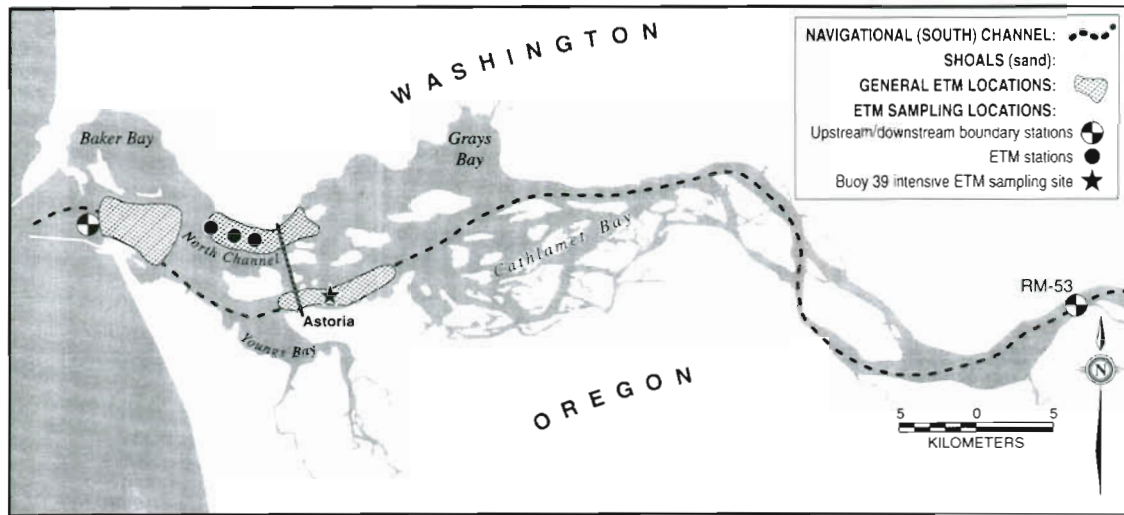 WASHINGTON
NAVIGATIONAL (SOUTH) CHANNEL:
SHOALS (sand):
GENERAL ETM LOCATIONS:
ETM SAMPLING LOCATIONS:
Upstream/downstream boundary stations
ETM stations
Buoy 39 intensive ETM sampling site
Baker Bay
Grays
Bay
North Channel
Cathlamet Bay
RM-53
Astoria
Youngs Bay
OREGON
N
5 0 5
KILOMETERS